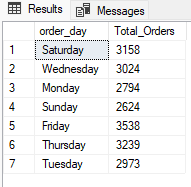 Results Messages
order_day Total_Orders
1 Saturday 3158
2 Wednesday 3024
3 Monday 2794
4 Sunday 2624
5 Friday 3538
6 Thursday 3239
7 Tuesday 2973